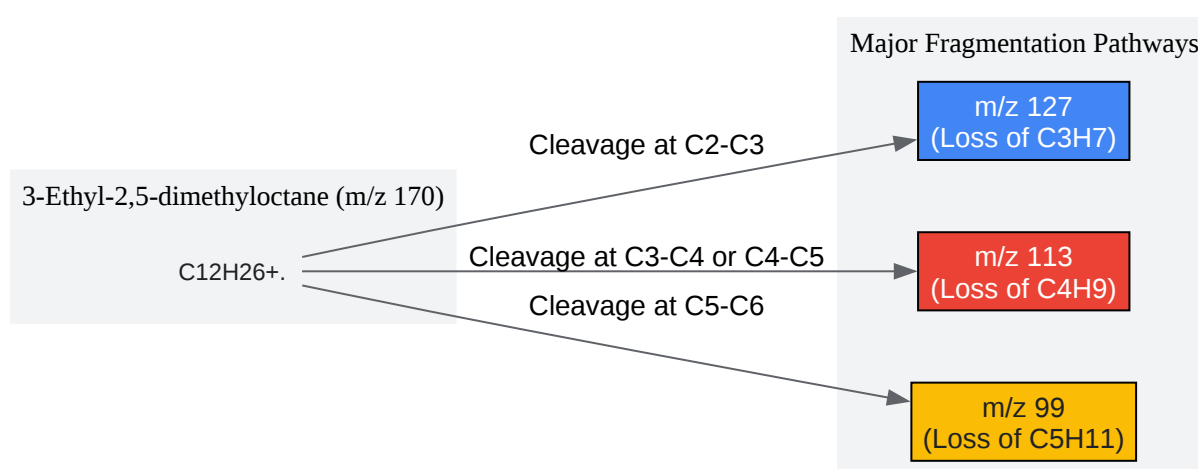 Major Fragmentation Pathways
m/z 127
(Loss of C3H7)
Cleavage at C2-C3
3-Ethyl-2,5-dimethyloctane (m/z 170)
C12H26+.
Cleavage at C3-C4 or C4-C5
m/z 113
(Loss of C4H9)
Cleavage at C5-C6
m/z 99
(Loss of C5H11)